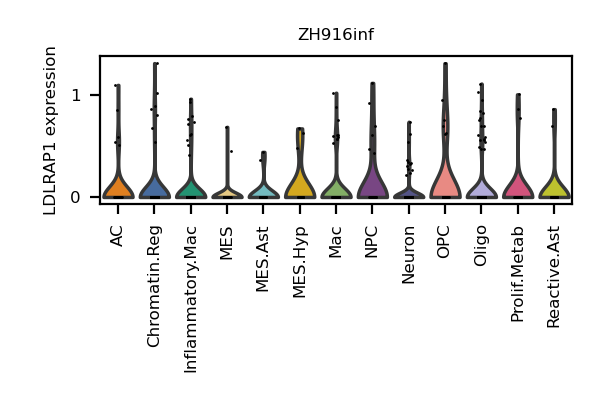 ZH916inf
LDLRAP1 expression
1
0
AC
Chromatin.Reg
Inflammatory.Mac
MES
MES.Ast
MES.Hyp
Mac
NPC
Neuron
OPC
Oligo
Prolif.Metab
Reactive.Ast